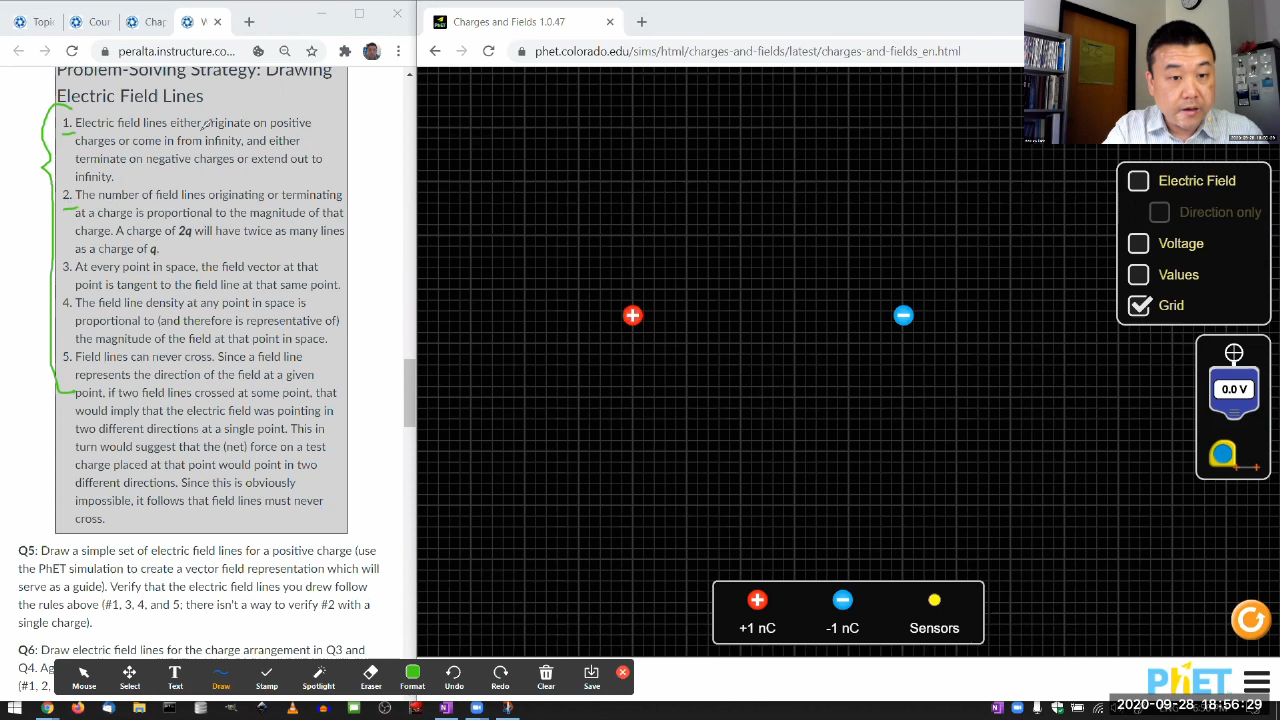 Topic
Cour
Chap
Charges and Fields 1.0.47
peralta.instructure.co...
phet.colorado.edu/sims/html/charges-and-fields/latest/charges-and-fields_en.html
Problem-Solving Strategy: Drawing
Electric Field Lines
1. Electric field lines either originate on positive
charges or come in from infinity, and either
terminate on negative charges or extend out to
infinity.
2. The number of field lines originating or terminating
at a charge is proportional to the magnitude of that
charge. A charge of 2q will have twice as many lines
as a charge of q.
3. At every point in space, the field vector at that
point is tangent to the field line at that same point.
4. The field line density at any point in space is
proportional to (and therefore is representative of)
the magnitude of the field at that point in space.
5. Field lines can never cross. Since a field line
represents the direction of the field at a given
point, if two field lines crossed at some point, that
would imply that the electric field was pointing in
two different directions at a single point. This in
turn would suggest that the (net) force on a test
charge placed at that point would point in two
different directions. Since this is obviously
impossible, it follows that field lines must never
cross.
Q5: Draw a simple set of electric field lines for a positive charge (use
the PhET simulation to create a vector field representation which will
serve as a guide). Verify that the electric field lines you drew follow
the rules above (#1, 3, 4, and 5; there isn't a way to verify #2 with a
single charge).
Q6: Draw electric field lines for the charge arrangement in Q3 and
Q4.
(#1, 2,
Electric Field
Direction only
Voltage
Values
Grid
0.0 V
+1 nC
-1 nC
Sensors
Mouse
Select
Text
Draw
Stamp
Spotlight
Eraser
Format
Undo
Redo
Clear
Save
PhET
2020-09-28 18:56:29